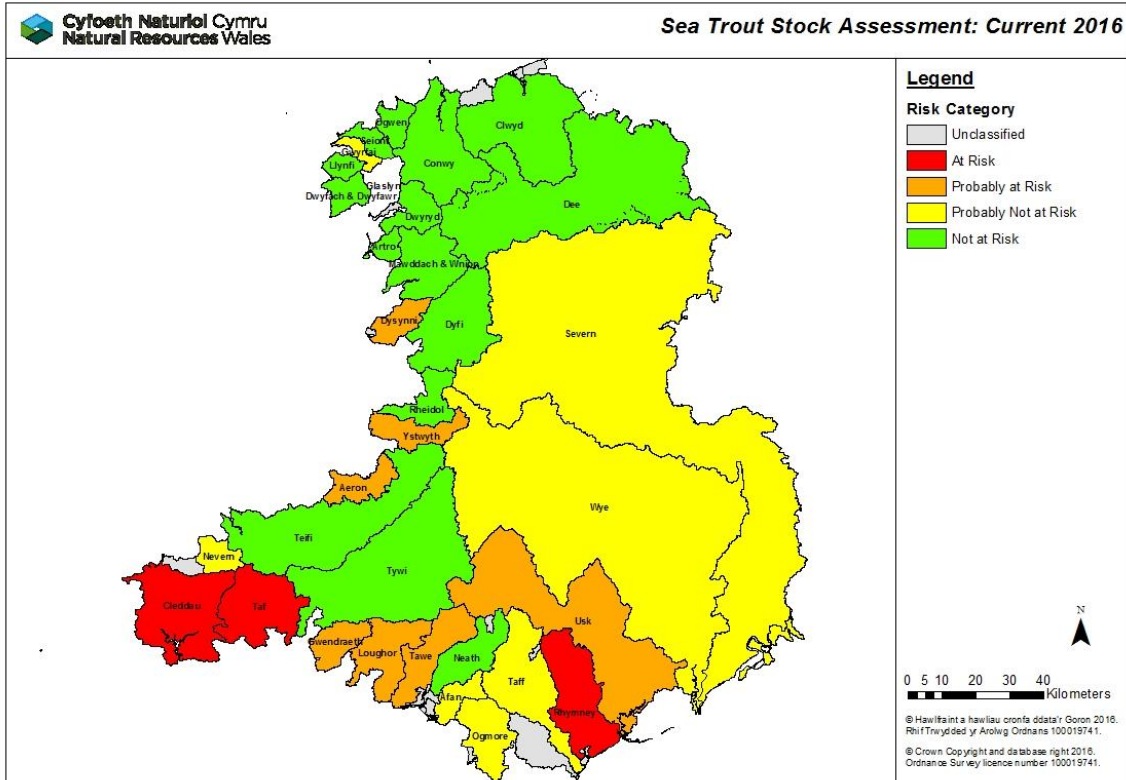 Cyfoeth Naturiol Cymru
Natural Resources Wales
Sea Trout Stock Assessment: Current 2016
Legend
Risk Category
Unclassified
At Risk
Probably at Risk
Probably Not at Risk
Not at Risk
Ogwen
Seiont
Gwyrfai
Llynfi
Conwy
Clwyd
Glaslyn
Dwyfach & Dwyfawr
Dee
Dwyryd
Artro
Mawddach & Wnion
Dysynni
Dyfi
Severn
Rheidol
Ystwyth
Aeron
Wye
Teifi
Nevern
Tywi
Cleddau
Taf
Usk
Gwendraeth
Loughor
Tawe
Neath
Taff
Afan
Rhymney
Ogmore
N
0 5 10 20 30 40
Kilometers
© Hawlfraint a hawliau cronfa ddata'r Goron 2016.
Rhif Trwydded yr Arolwg Ordnans 100019741.
© Crown Copyright and database right 2016.
Ordnance Survey licence number 100019741.